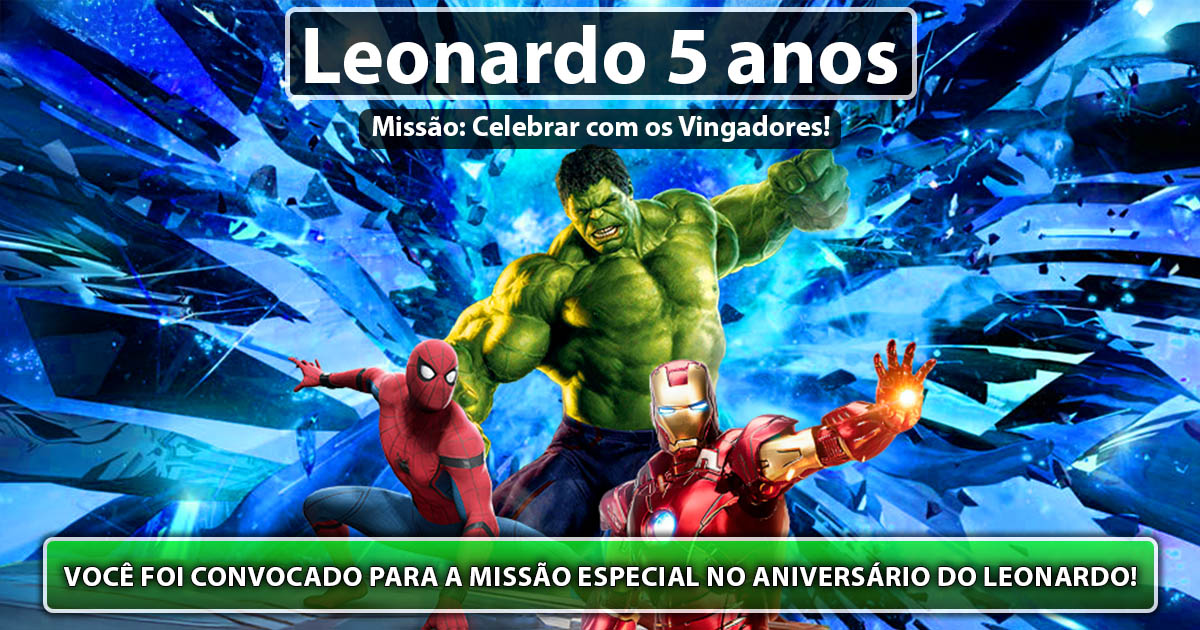 Leonardo 5 anos
Missão: Celebrar com os Vingadores!
VOCÊ FOI CONVOCADO PARA A MISSÃO ESPECIAL NO ANIVERSÁRIO DO LEONARDO!